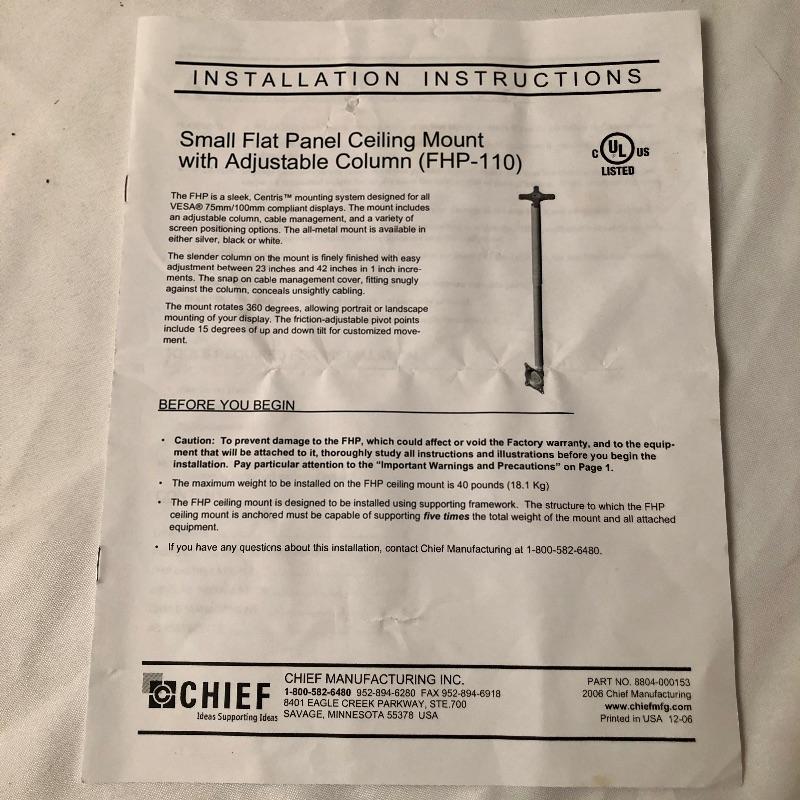 INSTALLATION INSTRUCTIONS
Small Flat Panel Ceiling Mount
with Adjustable Column (FHP-110)
C UL US
LISTED
The FHP is a sleek, Centris™ mounting system designed for all
VESA® 75mm/100mm compliant displays. The mount includes
an adjustable column, cable management, and a variety of
screen positioning options. The all-metal mount is available in
either silver, black or white.
The slender column on the mount is finely finished with easy
adjustment between 23 inches and 42 inches in 1 inch incre-
ments. The snap on cable management cover, fitting snugly
against the column, conceals unsightly cabling.
The mount rotates 360 degrees, allowing portrait or landscape
mounting of your display. The friction-adjustable pivot points
include 15 degrees of up and down tilt for customized move-
ment.
BEFORE YOU BEGIN
• Caution: To prevent damage to the FHP, which could affect or void the Factory warranty, and to the equip-
ment that will be attached to it, thoroughly study all instructions and illustrations before you begin the
installation. Pay particular attention to the “Important Warnings and Precautions” on Page 1.
• The maximum weight to be installed on the FHP ceiling mount is 40 pounds (18.1 Kg)
• The FHP ceiling mount is designed to be installed using supporting framework. The structure to which the FHP
ceiling mount is anchored must be capable of supporting five times the total weight of the mount and all attached
equipment.
• If you have any questions about this installation, contact Chief Manufacturing at 1-800-582-6480.
CHIEF
Ideas Supporting Ideas
CHIEF MANUFACTURING INC.
1-800-582-6480 952-894-6280 FAX 952-894-6918
8401 EAGLE CREEK PARKWAY, STE.700
SAVAGE, MINNESOTA 55378 USA
PART NO. 8804-000153
2006 Chief Manufacturing
www.chiefmfg.com
Printed in USA 12-06